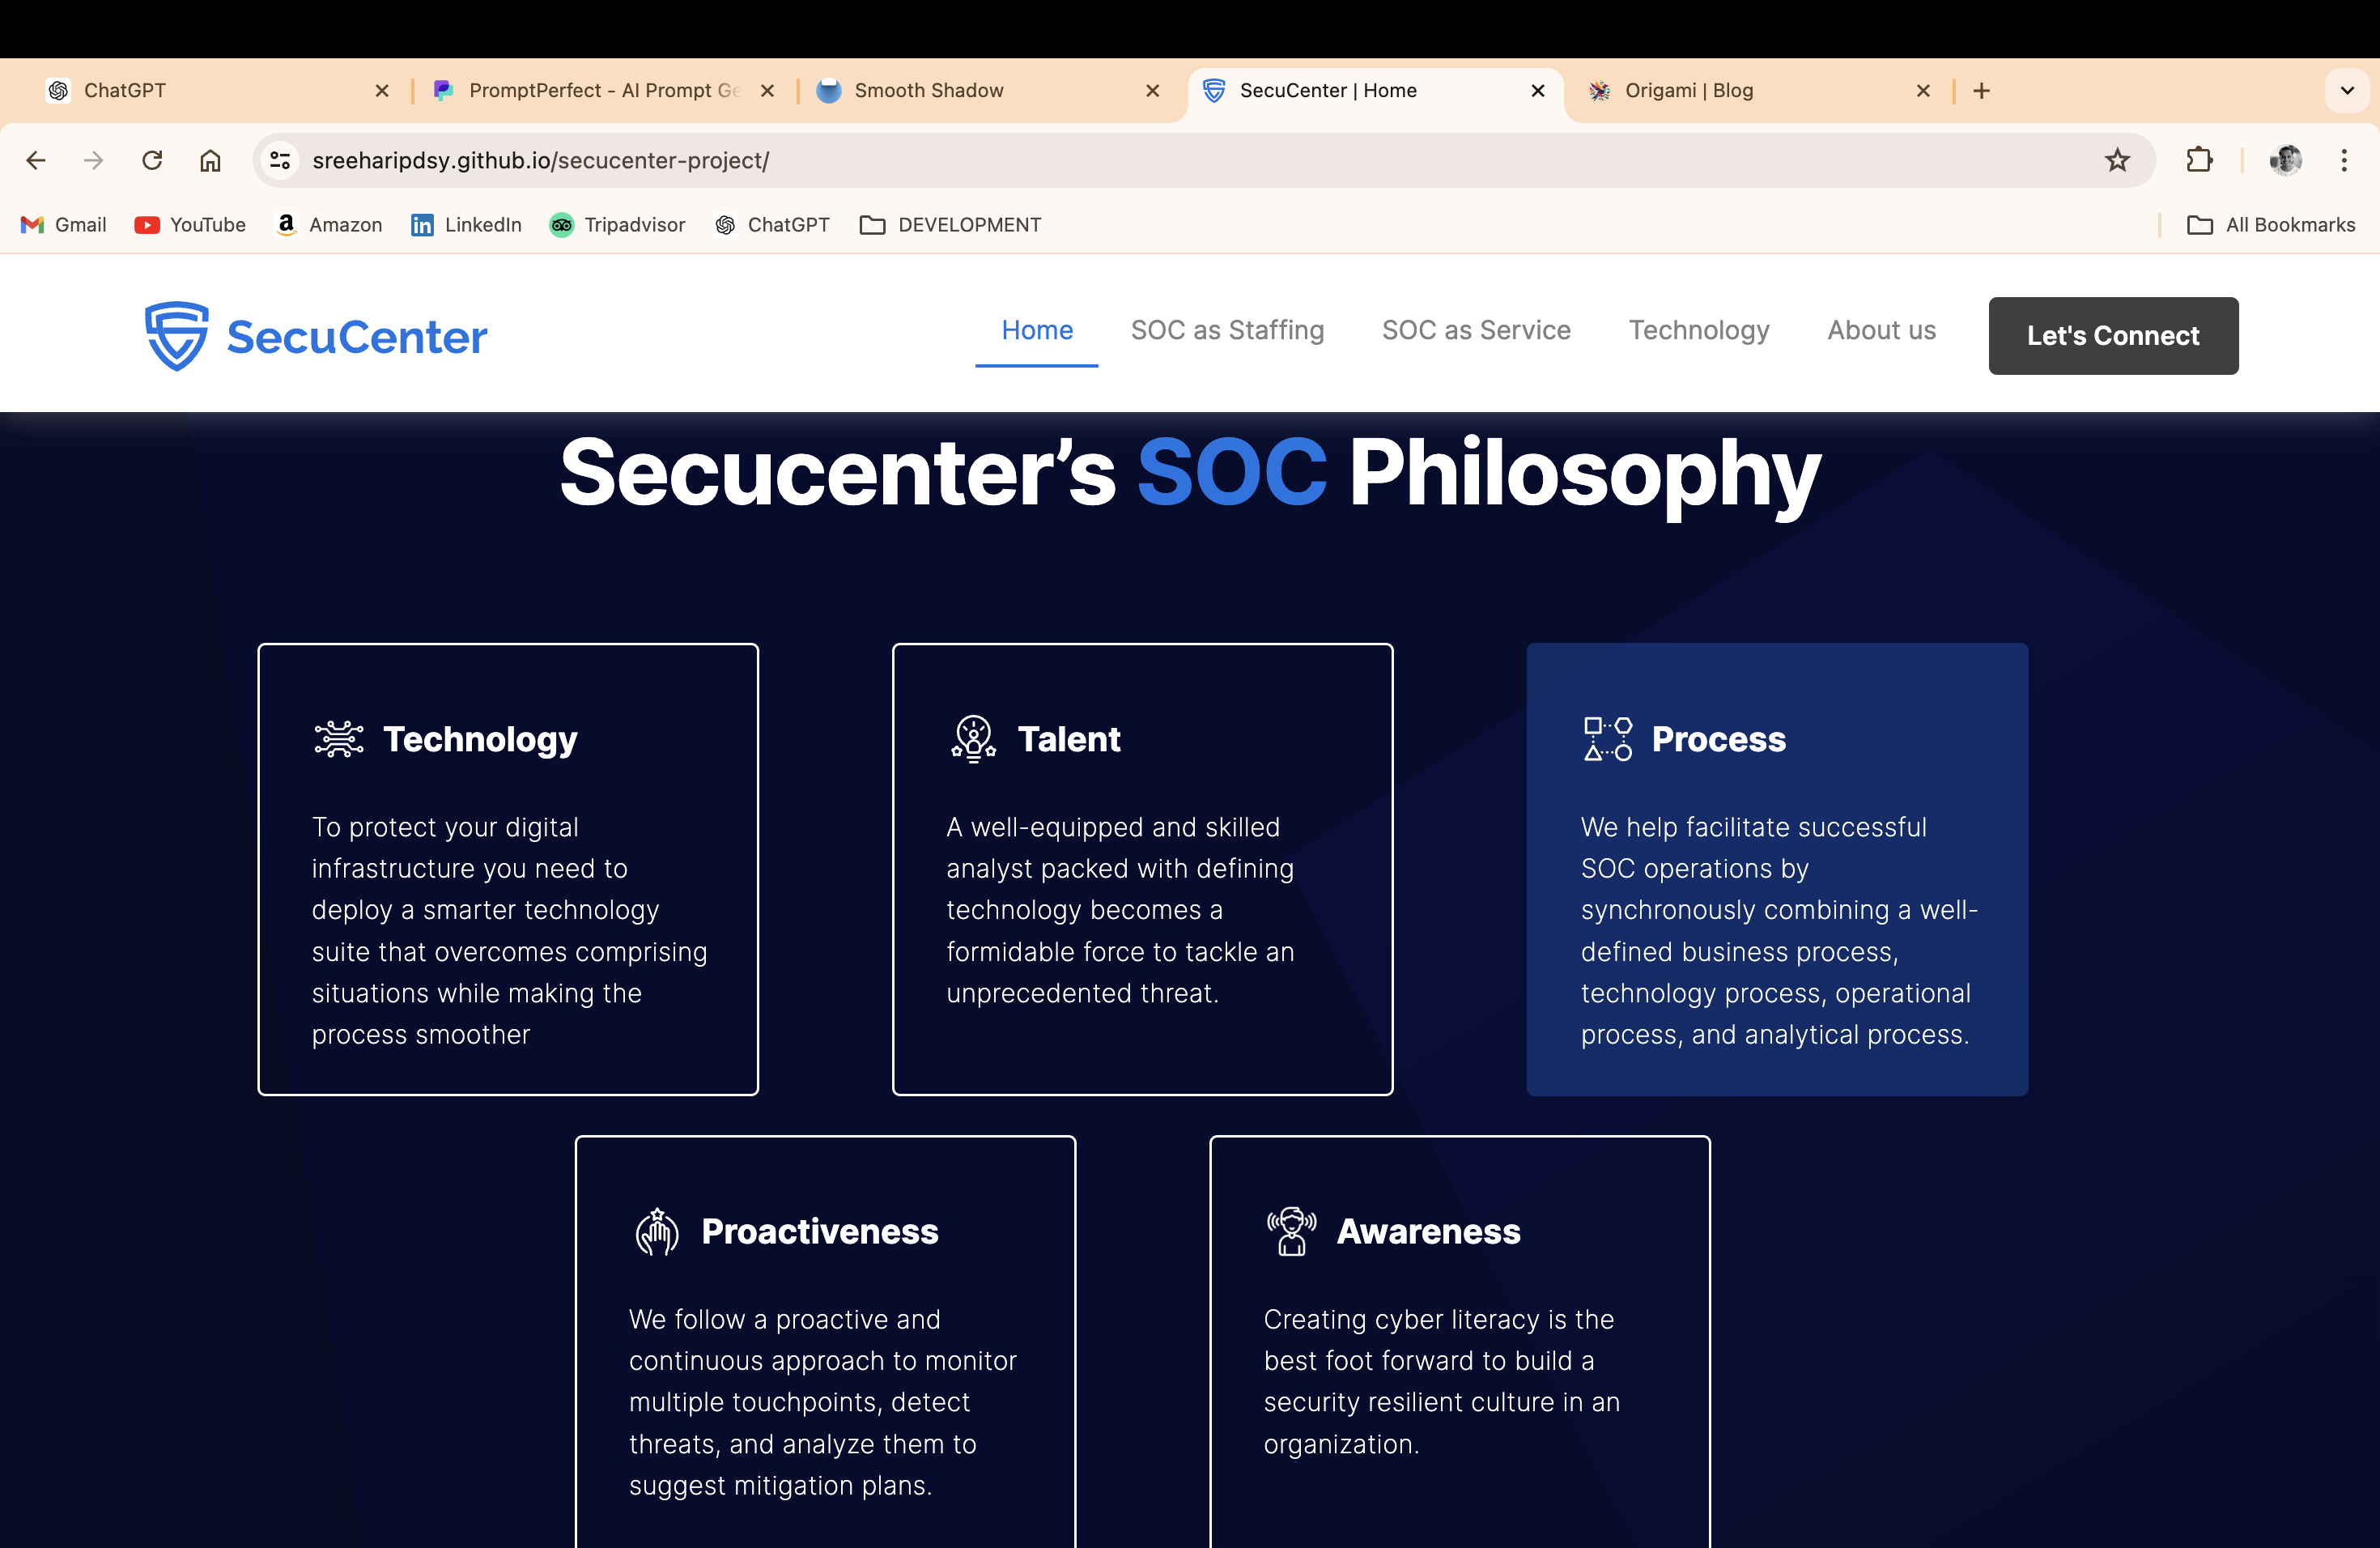 ChatGPT
PromptPerfect - AI Prompt Ge
Smooth Shadow
SecuCenter | Home
Origami | Blog
sreeharipdsy.github.io/secucenter-project/
Gmail
YouTube
Amazon
LinkedIn
Tripadvisor
ChatGPT
DEVELOPMENT
All Bookmarks
SecuCenter
Home
SOC as Staffing
SOC as Service
Technology
About us
Let's Connect
Secucenter’s SOC Philosophy
Technology
To protect your digital
infrastructure you need to
deploy a smarter technology
suite that overcomes comprising
situations while making the
process smoother
Talent
A well-equipped and skilled
analyst packed with defining
technology becomes a
formidable force to tackle an
unprecedented threat.
Process
We help facilitate successful
SOC operations by
synchronously combining a well-
defined business process,
technology process, operational
process, and analytical process.
Proactiveness
We follow a proactive and
continuous approach to monitor
multiple touchpoints, detect
threats, and analyze them to
suggest mitigation plans.
Awareness
Creating cyber literacy is the
best foot forward to build a
security resilient culture in an
organization.